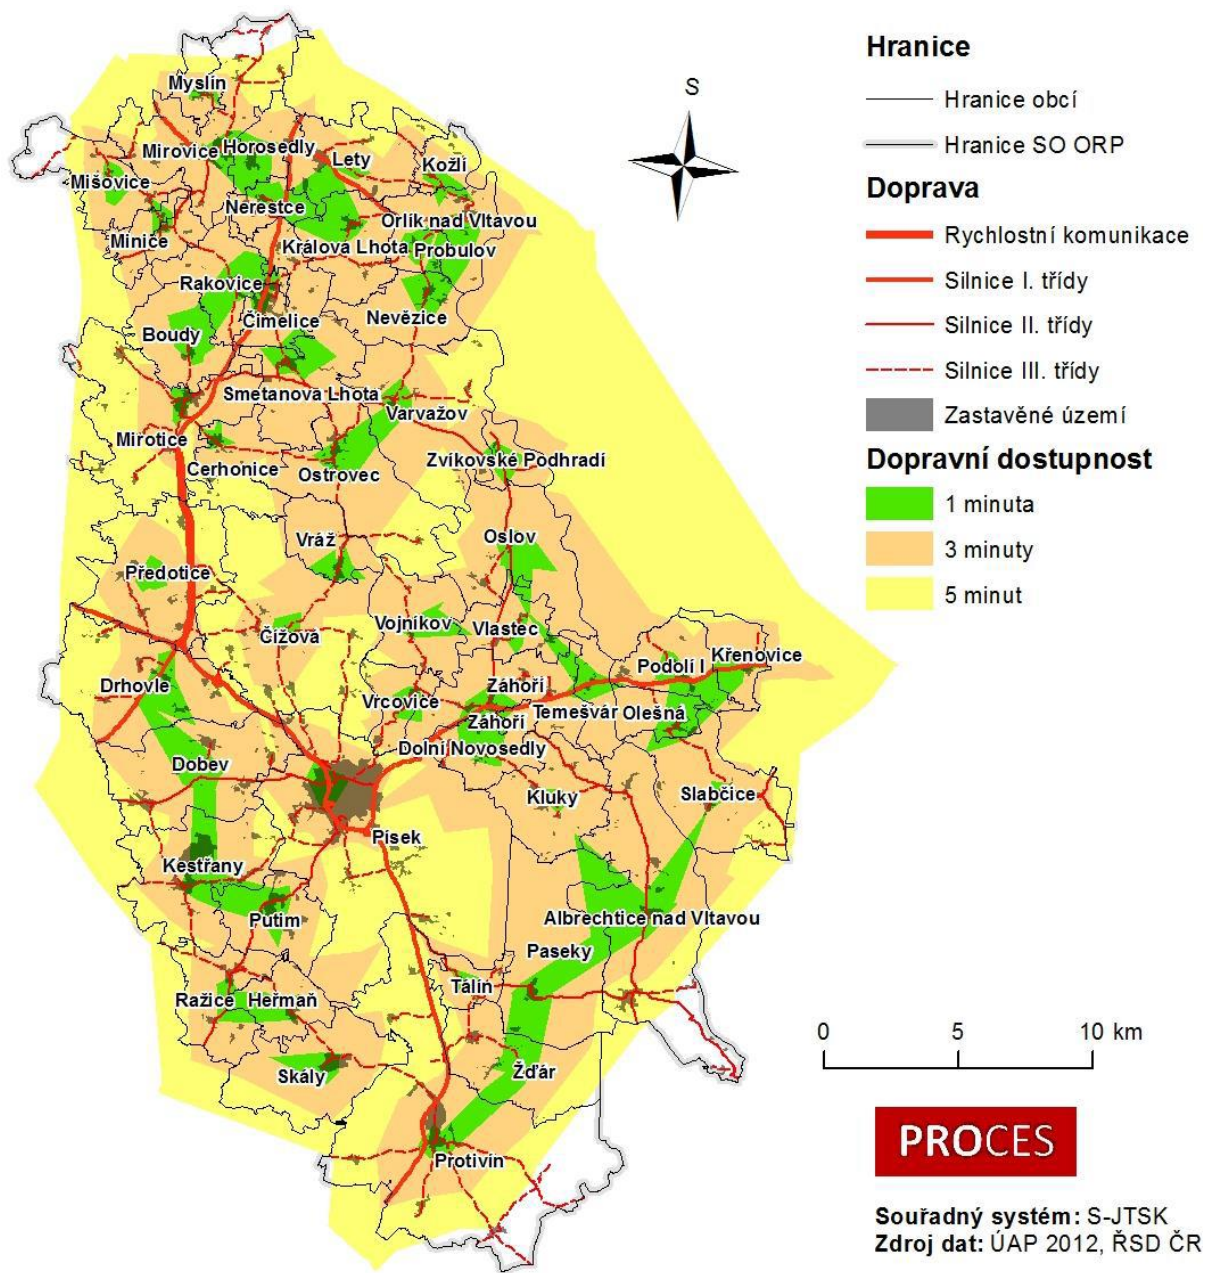 Hranice
Hranice obcí
Hranice SO ORP
Doprava
Rychlostní komunikace
Silnice I. třídy
Silnice II. třídy
Silnice III. třídy
Zastavěné území
Dopravní dostupnost
1 minuta
3 minuty
5 minut
S
Myslín
Mirovice
Horosedly
Lety
Kožlí
Mišovice
Nerestce
Orlík nad Vltavou
Minice
Králova Lhota
Probulov
Rakovice
Čimelice
Nevězice
Boudy
Smetanova Lhota
Varvažov
Mirotice
Cerhonice
Ostrovec
Zvíkovské Podhradí
Vráž
Oslov
Předotice
Čížová
Vojníkov
Vlastec
Podolí I
Křenovice
Drhovle
Vrcovice
Záhoří
Záhoří
Temešvár
Olešná
Dolní Novosedly
Dobev
Kluky
Slabčice
Písek
Kestřany
Putim
Albrechtice nad Vltavou
Paseky
Tálín
Ražice
Heřmaň
Skály
Žďár
Protivín
0 5 10 km
PROCES
Souřadný systém: S-JTSK
Zdroj dat: ÚAP 2012, ŘSD ČR